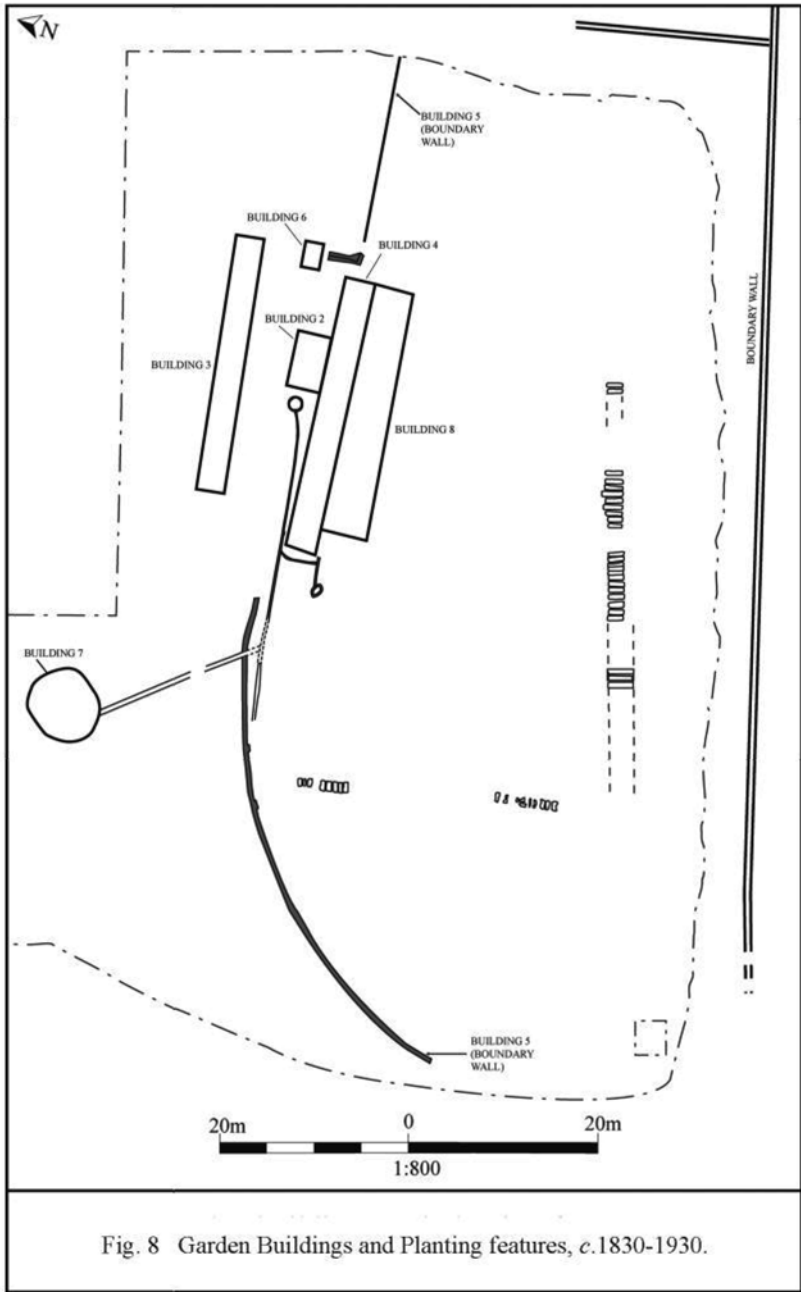 N
BUILDING 5
(BOUNDARY
WALL)
BUILDING 6
BUILDING 4
BUILDING 2
BUILDING 3
BOUNDARY WALL
BUILDING 8
BUILDING 7
BUILDING 5
(BOUNDARY
WALL)
20m 0 20m
1:800
Fig. 8 Garden Buildings and Planting features, c.1830-1930.